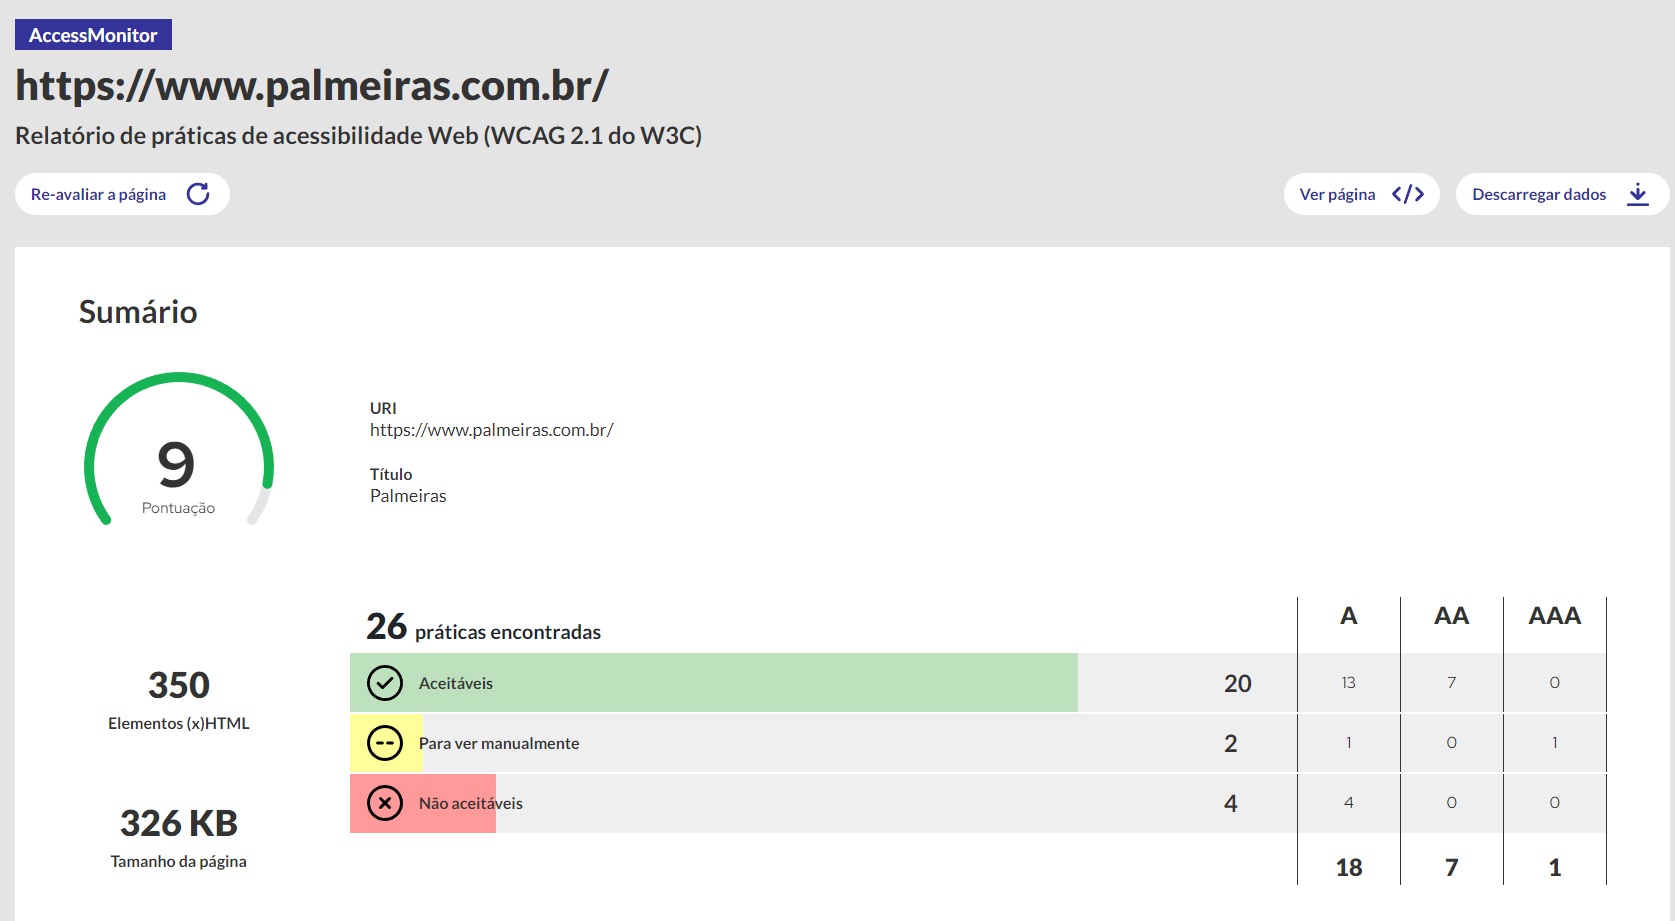 AccessMonitor
https://www.palmeiras.com.br/
Relatório de práticas de acessibilidade Web (WCAG 2.1 do W3C)
Re-avaliar a página
Ver página </>
Descarregar dados
Sumário
9
Pontuação
URI
https://www.palmeiras.com.br/
Título
Palmeiras
350
Elementos (x)HTML
326 KB
Tamanho da página
26 práticas encontradas
A AA AAA
Aceitáveis 20 13 7 0
Para ver manualmente 2 1 0 1
Não aceitáveis 4 4 0 0
18 7 1